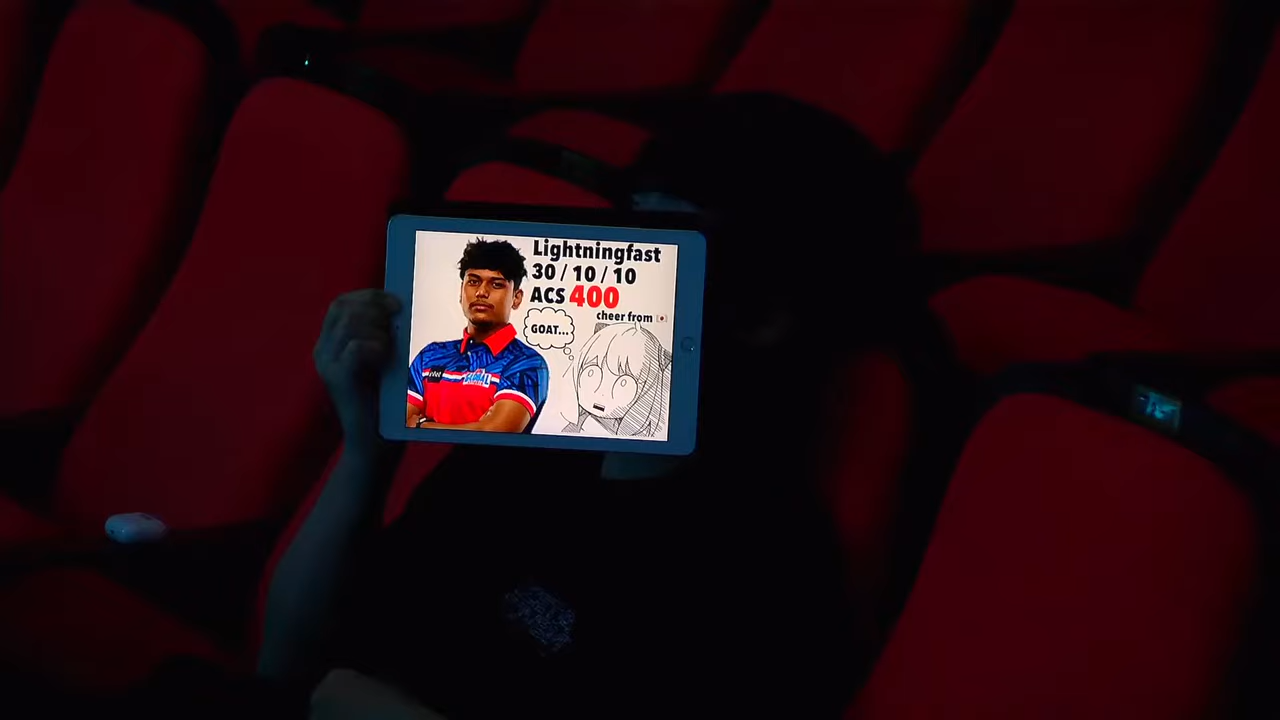 Lightningfast
30 / 10 / 10
ACS 400
cheer from
GOAT...